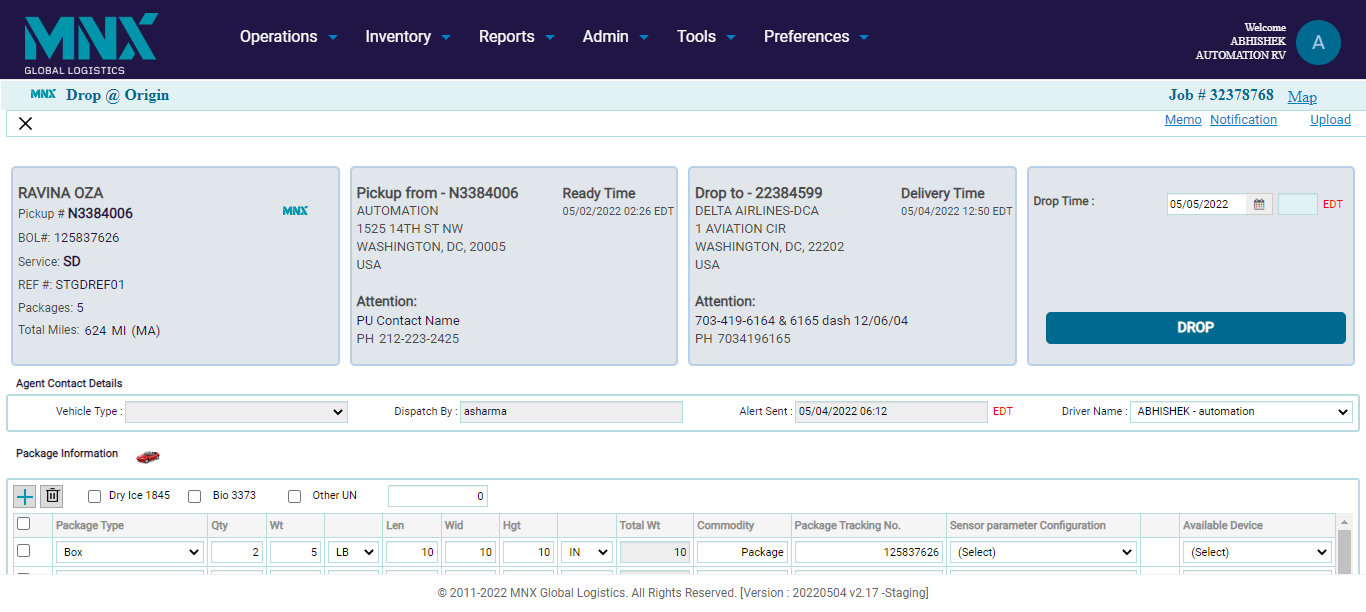 MNX
GLOBAL LOGISTICS
Operations Inventory Reports Admin Tools Preferences
Welcome
ABHISHEK
AUTOMATION RV
A
MNX Drop @ Origin
Job # 32378768 Map
Memo Notification Upload
RAVINA OZA
Pickup # N3384006
MNX
BOL#: 125837626
Service: SD
REF #: STGDREF01
Packages: 5
Total Miles: 624 MI (MA)
Pickup from - N3384006 Ready Time
AUTOMATION 05/02/2022 02:26 EDT
1525 14TH ST NW
WASHINGTON, DC, 20005
USA
Attention:
PU Contact Name
PH 212-223-2425
Drop to - 22384599 Delivery Time
DELTA AIRLINES-DCA 05/04/2022 12:50 EDT
1 AVIATION CIR
WASHINGTON, DC, 22202
USA
Attention:
703-419-6164 & 6165 dash 12/06/04
PH 7034196165
Drop Time : 05/05/2022 EDT
DROP
Agent Contact Details
Vehicle Type : Dispatch By : asharma Alert Sent : 05/04/2022 06:12 EDT Driver Name : ABHISHEK - automation
Package Information
Dry Ice 1845 Bio 3373 Other UN 0
Package Type Qty Wt Len Wid Hgt Total Wt Commodity Package Tracking No. Sensor parameter Configuration Available Device
Box 2 5 LB 10 10 10 IN 10 Package 125837626 (Select) (Select)
© 2011-2022 MNX Global Logistics. All Rights Reserved. [Version : 20220504 v2.17 -Staging]